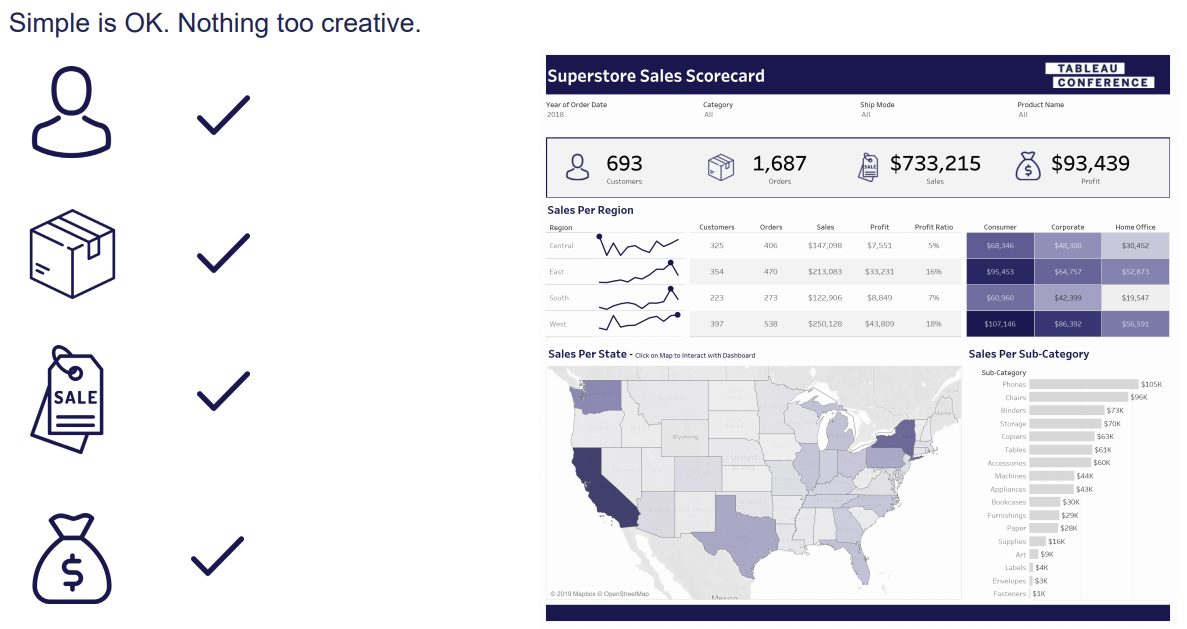 Simple is OK. Nothing too creative.
SALE
$
Superstore Sales Scorecard
TABLEAU
CONFERENCE
Year of Order Date Category Ship Mode Product Name
2018 All All All
693 1,687 SALE $733,215 $ $93,439
Customers Orders Sales Profit
Sales Per Region
Region Customers Orders Sales Profit Profit Ratio Consumer Corporate Home Office
Central 325 406 $147,098 $7,551 5% $68,346 $48,300 $30,452
East 354 470 $213,083 $33,231 16% $95,453 $64,757 $52,873
South 223 273 $122,906 $8,849 7% $60,960 $42,399 $19,547
West 397 538 $250,128 $43,809 18% $107,146 $86,392 $56,591
Sales Per State - Click on Map to Interact with Dashboard
Wyoming
United States
Maine
Mexico
© 2019 Mapbox © OpenStreetMap
Sales Per Sub-Category
Sub-Category
Phones $105K
Chairs $96K
Binders $73K
Storage $70K
Copiers $63K
Tables $61K
Accessories $60K
Machines $44K
Appliances $43K
Bookcases $30K
Furnishings $29K
Paper $28K
Supplies $16K
Art $9K
Labels $4K
Envelopes $3K
Fasteners $1K